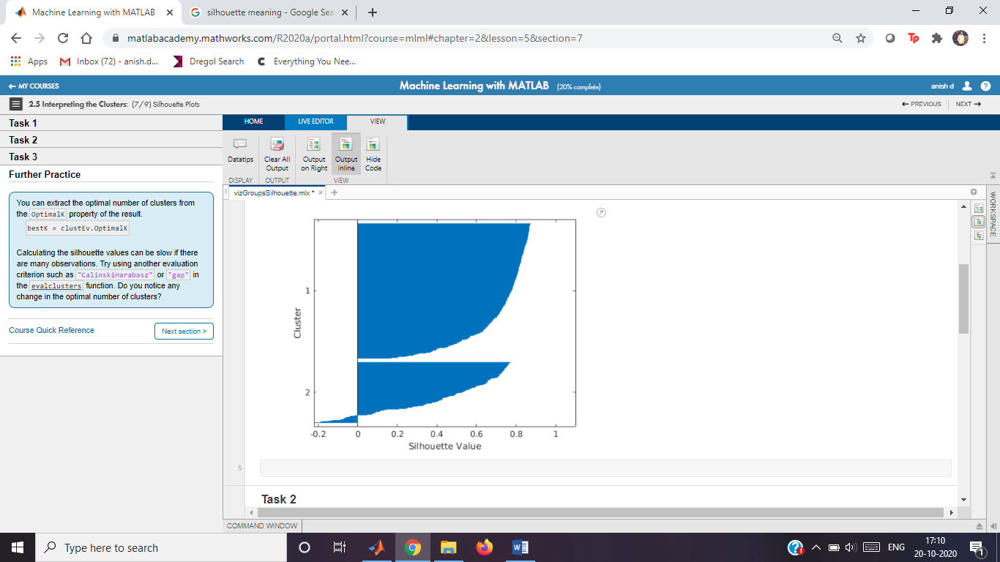 Machine Learning with MATLAB
silhouette meaning - Google Sea
matlabacademy.mathworks.com/R2020a/portal.html?course=mlml#chapter=2&lesson=5&section=7
Apps
Inbox (72) - anish.d...
Dregol Search
Everything You Nee...
← MY COURSES
Machine Learning with MATLAB (20% complete)
anish d
2.5 Interpreting the Clusters: (7/9) Silhouette Plots
← PREVIOUS
NEXT →
Task 1
Task 2
Task 3
Further Practice
You can extract the optimal number of clusters from
the OptimalK property of the result.
bestK = clustEv.OptimalK
Calculating the silhouette values can be slow if there
are many observations. Try using another evaluation
criterion such as "CalinskiHarabasz" or "gap" in
the evalclusters function. Do you notice any
change in the optimal number of clusters?
Course Quick Reference
Next section >
HOME
LIVE EDITOR
VIEW
Datatips
Clear All
Output
Output
on Right
Output
Inline
Hide
Code
DISPLAY
OUTPUT
VIEW
vizGroupsSilhouette.mlx *
WORKSPACE
Cluster
1
2
-0.2 0 0.2 0.4 0.6 0.8 1
Silhouette Value
5
Task 2
COMMAND WINDOW
Type here to search
ENG
17:10
20-10-2020
1